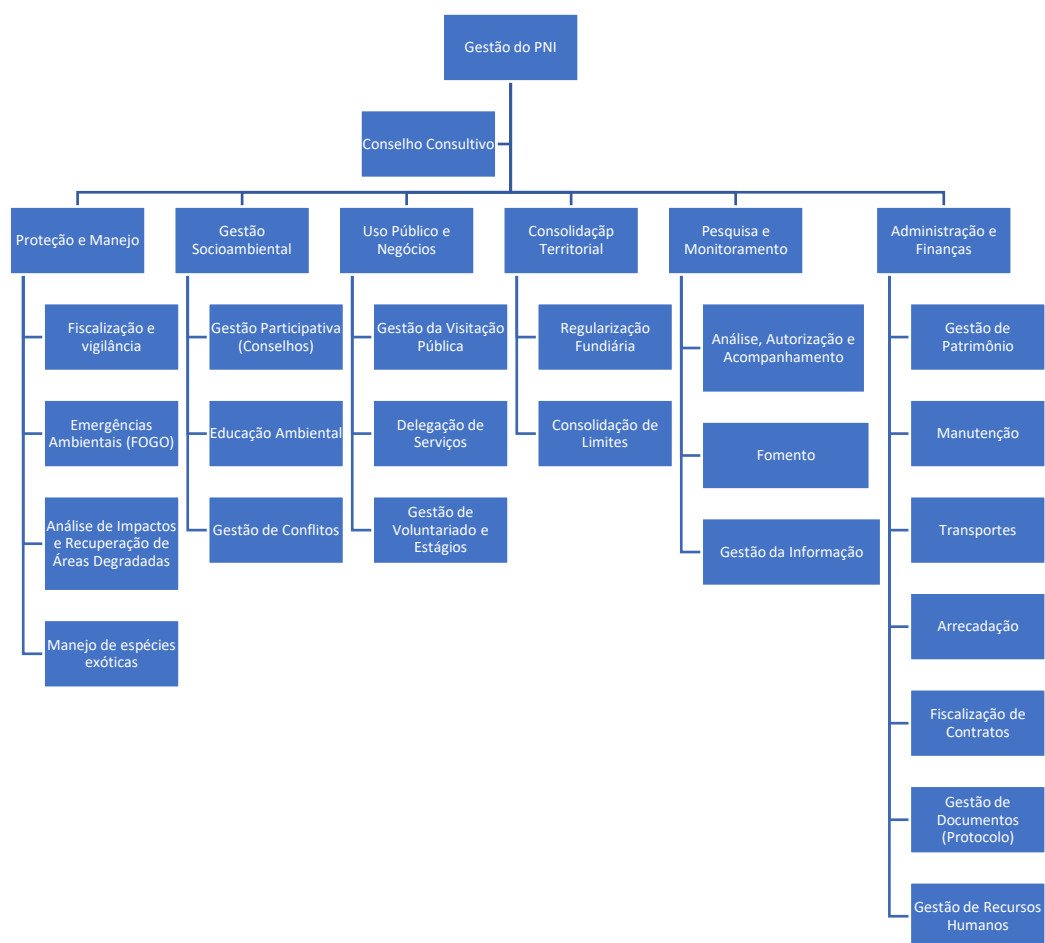 Gestão do PNI
Conselho Consultivo
Proteção e Manejo
Fiscalização e
vigilância
Emergências
Ambientais (FOGO)
Análise de Impactos
e Recuperação de
Áreas Degradadas
Manejo de espécies
exóticas
Gestão
Socioambiental
Gestão Participativa
(Conselhos)
Educação Ambiental
Gestão de Conflitos
Uso Público e
Negócios
Gestão da Visitação
Pública
Delegação de
Serviços
Gestão de
Voluntariado e
Estágios
Consolidaçãp
Territorial
Regularização
Fundiária
Consolidação de
Limites
Pesquisa e
Monitoramento
Análise, Autorização e
Acompanhamento
Fomento
Gestão da Informação
Administração e
Finanças
Gestão de
Patrimônio
Manutenção
Transportes
Arrecadação
Fiscalização de
Contratos
Gestão de
Documentos
(Protocolo)
Gestão de Recursos
Humanos